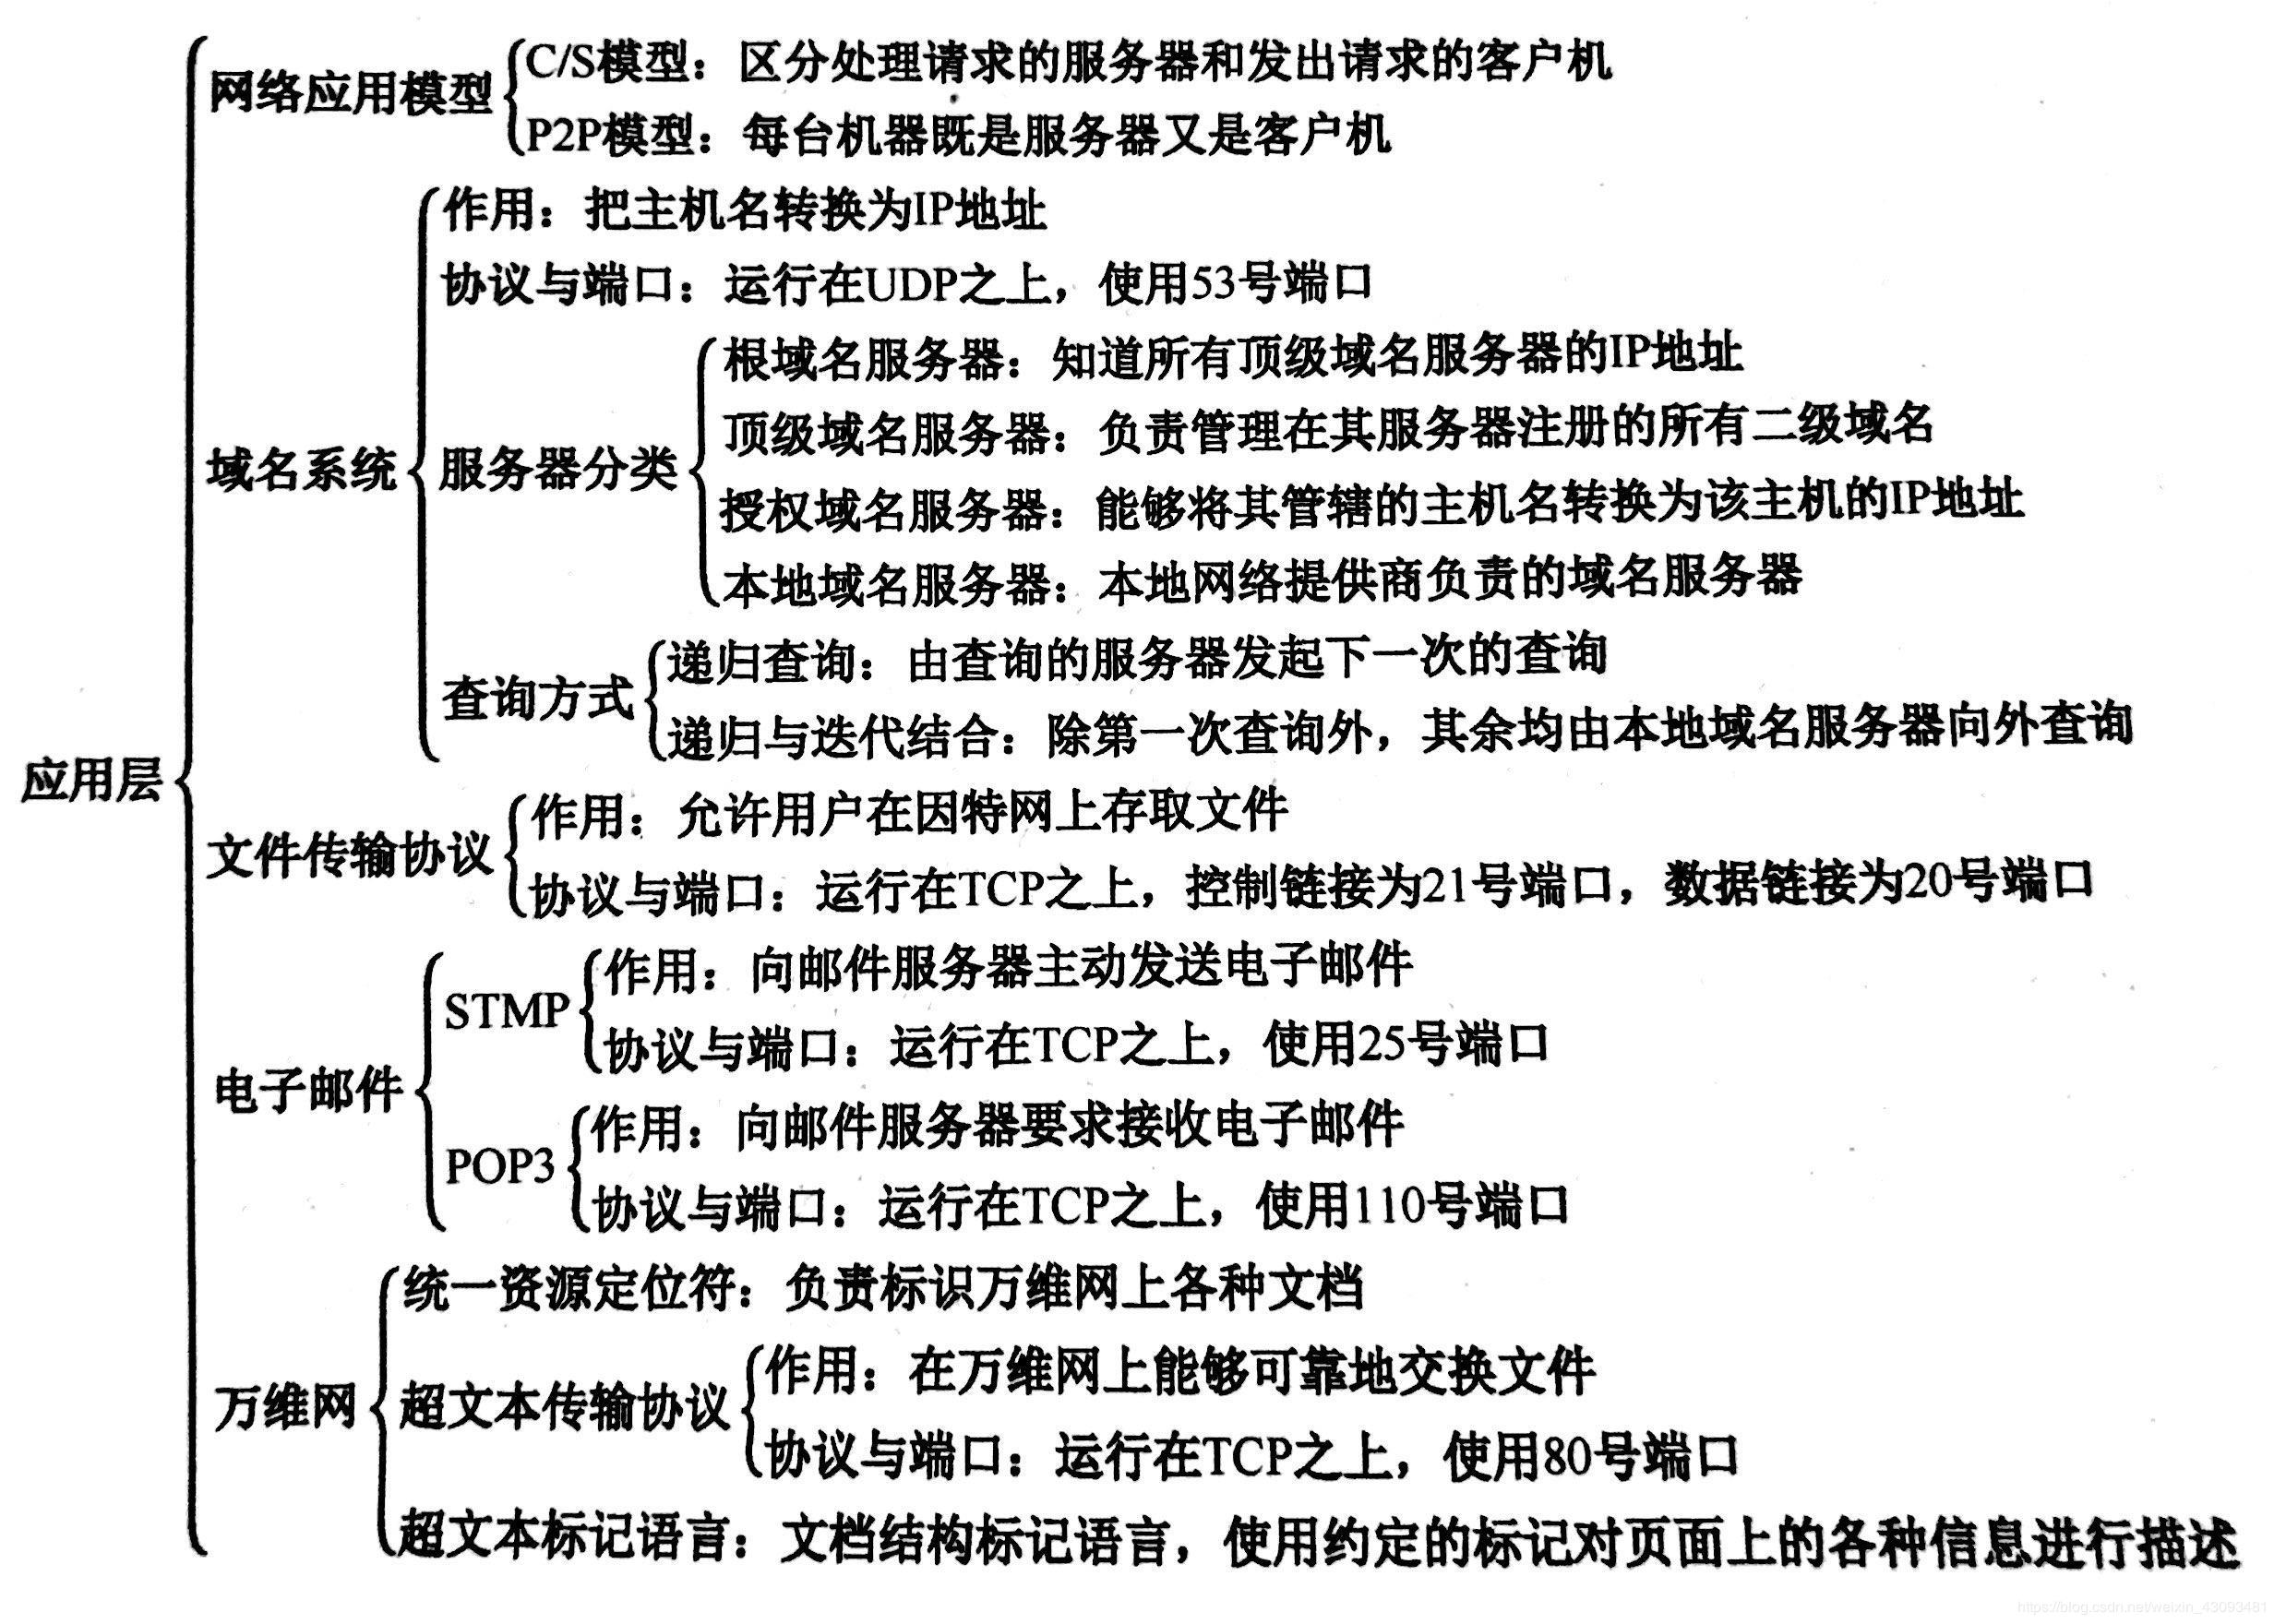 应用层
网络应用模型
C/S模型：区分处理请求的服务器和发出请求的客户机
P2P模型：每台机器既是服务器又是客户机
域名系统
作用：把主机名转换为IP地址
协议与端口：运行在UDP之上，使用53号端口
服务器分类
根域名服务器：知道所有顶级域名服务器的IP地址
顶级域名服务器：负责管理在其服务器注册的所有二级域名
授权域名服务器：能够将其管辖的主机名转换为该主机的IP地址
本地域名服务器：本地网络提供商负责的域名服务器
查询方式
递归查询：由查询的服务器发起下一次的查询
递归与迭代结合：除第一次查询外，其余均由本地域名服务器向外查询
文件传输协议
作用：允许用户在因特网上存取文件
协议与端口：运行在TCP之上，控制链接为21号端口，数据链接为20号端口
电子邮件
STMP
作用：向邮件服务器主动发送电子邮件
协议与端口：运行在TCP之上，使用25号端口
POP3
作用：向邮件服务器要求接收电子邮件
协议与端口：运行在TCP之上，使用110号端口
万维网
统一资源定位符：负责标识万维网上各种文档
超文本传输协议
作用：在万维网上能够可靠地交换文件
协议与端口：运行在TCP之上，使用80号端口
超文本标记语言：文档结构标记语言，使用约定的标记对页面上的各种信息进行描述
https://blog.csdn.net/weixin_43093481